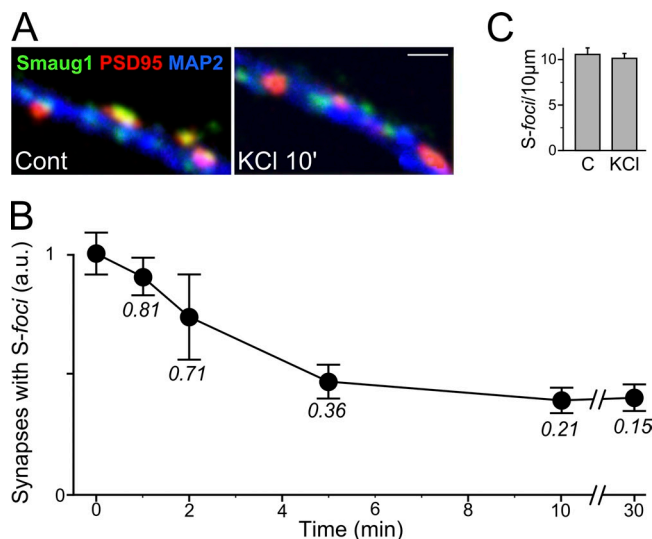 A
Smaug1 PSD95 MAP2
Cont
KCl 10'
C
S-foci/10μm
10
5
0
C KCl
B
Synapses with S-foci (a.u.)
1
0
0.81
0.71
0.36
0.21
0.15
0 2 4 6 8 10 30
Time (min)